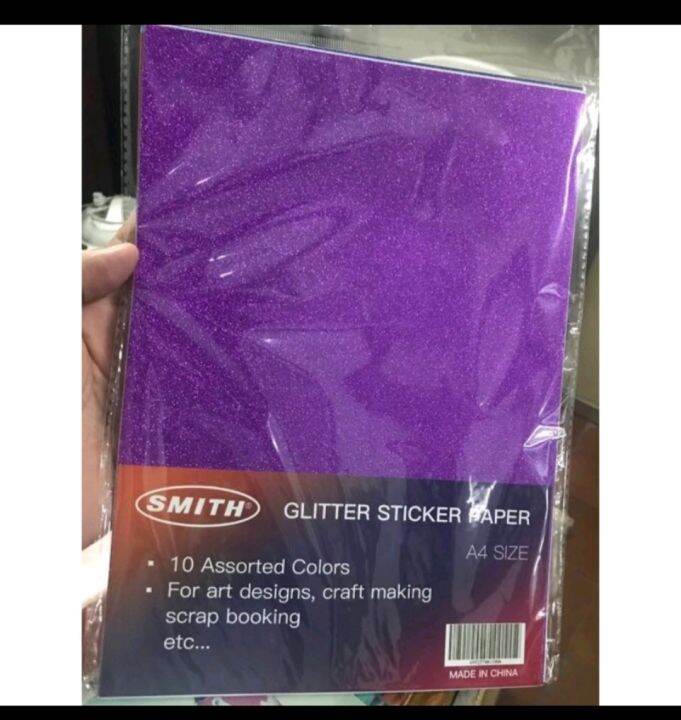 SMITH®
GLITTER STICKER PAPER
A4 SIZE
▪ 10 Assorted Colors
▪ For art designs, craft making
scrap booking
etc...
MADE IN CHINA